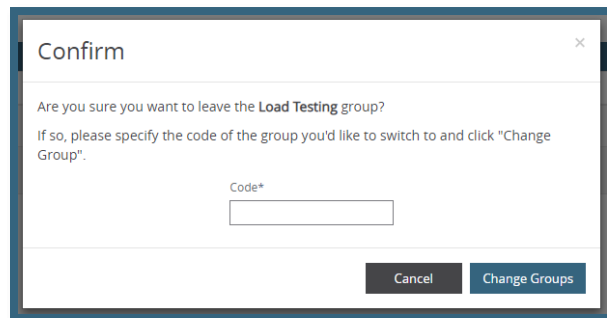 Confirm
×
Are you sure you want to leave the Load Testing group?
If so, please specify the code of the group you'd like to switch to and click "Change
Group".
Code*
Cancel Change Groups